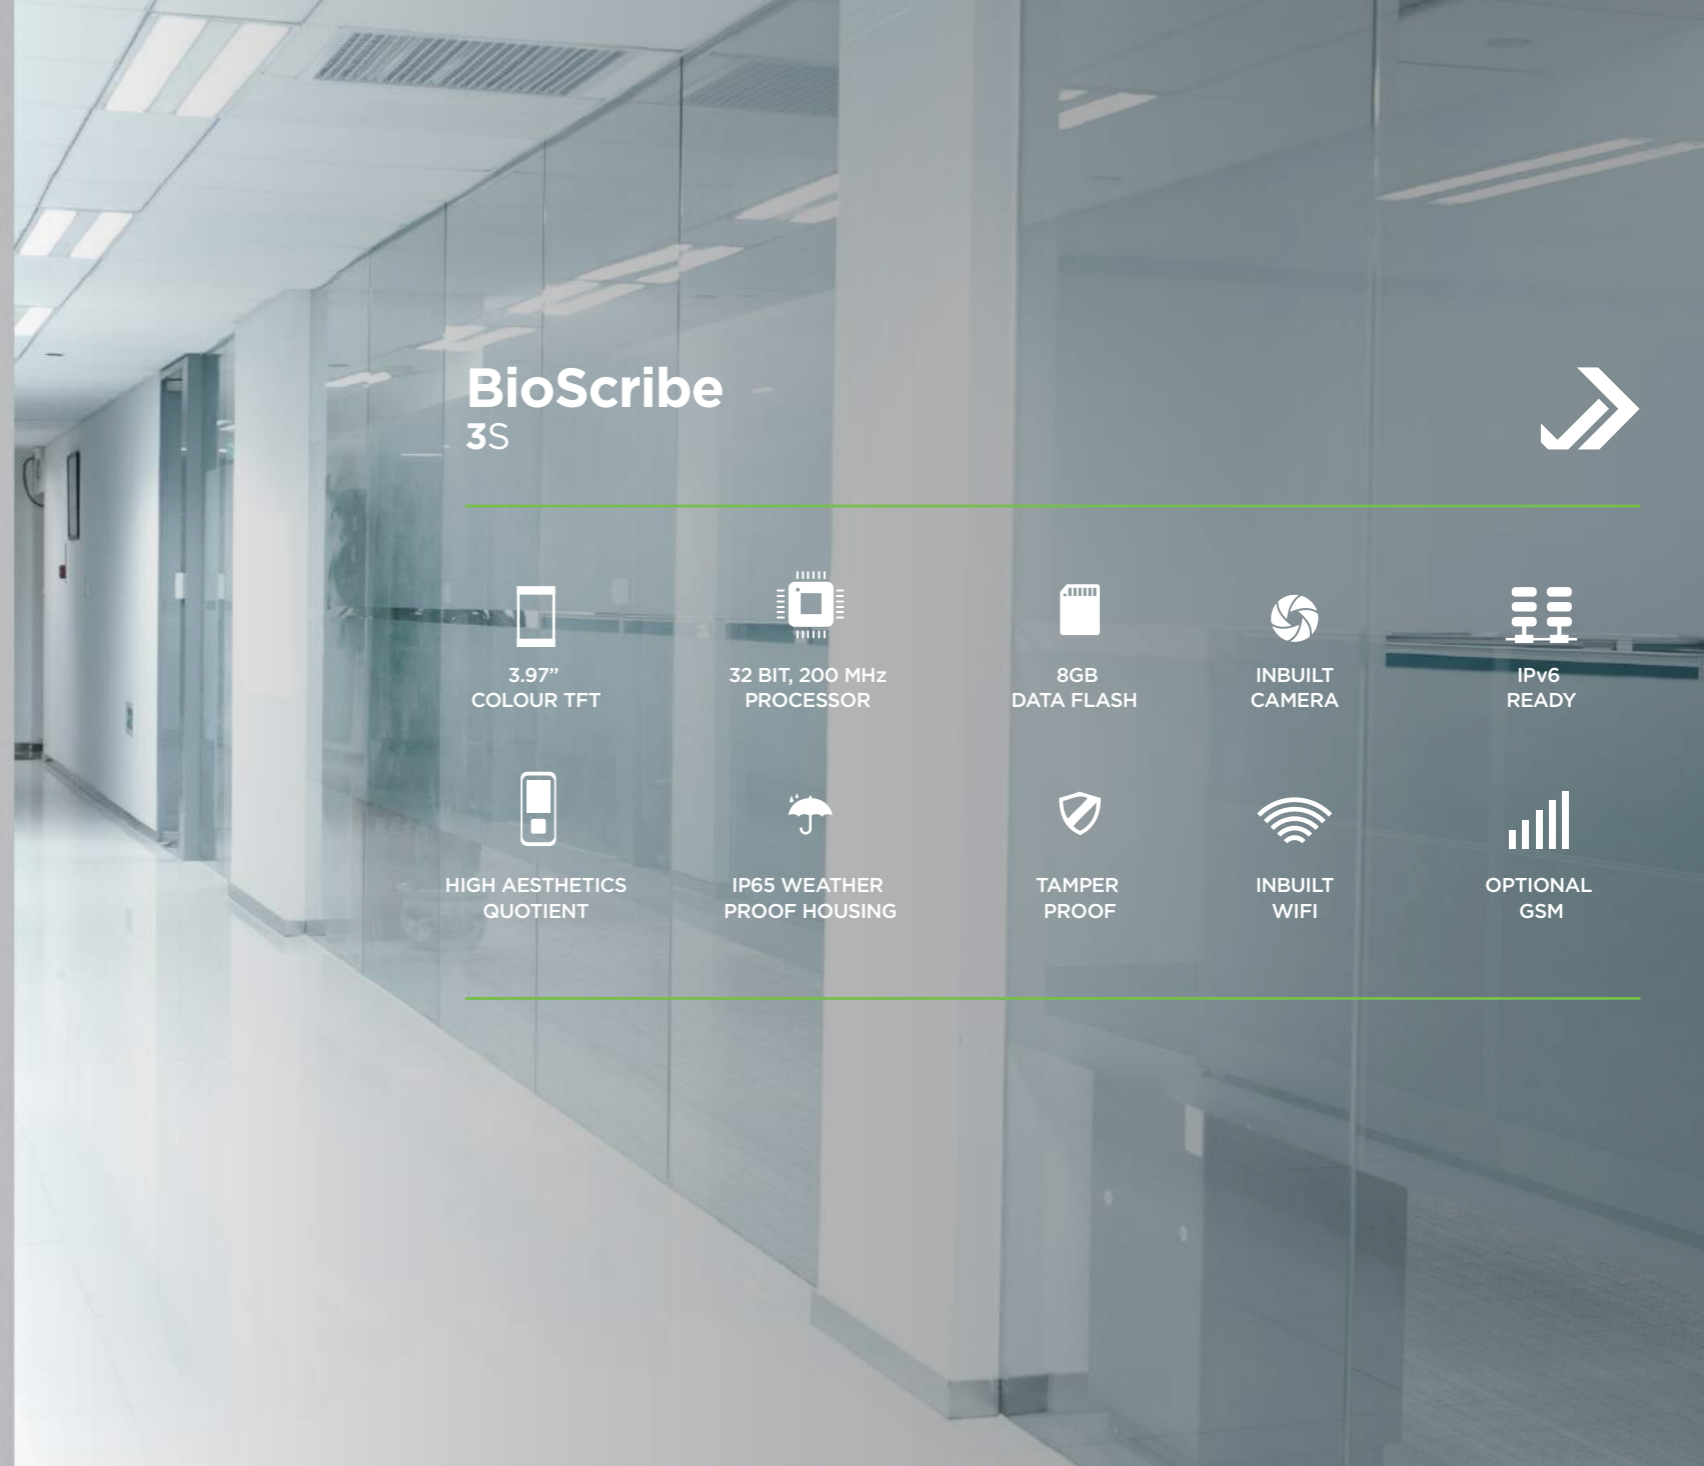 BioScribe
3S
3.97”
COLOUR TFT
32 BIT, 200 MHz
PROCESSOR
8GB
DATA FLASH
INBUILT
CAMERA
IPv6
READY
HIGH AESTHETICS
QUOTIENT
IP65 WEATHER
PROOF HOUSING
TAMPER
PROOF
INBUILT
WIFI
OPTIONAL
GSM